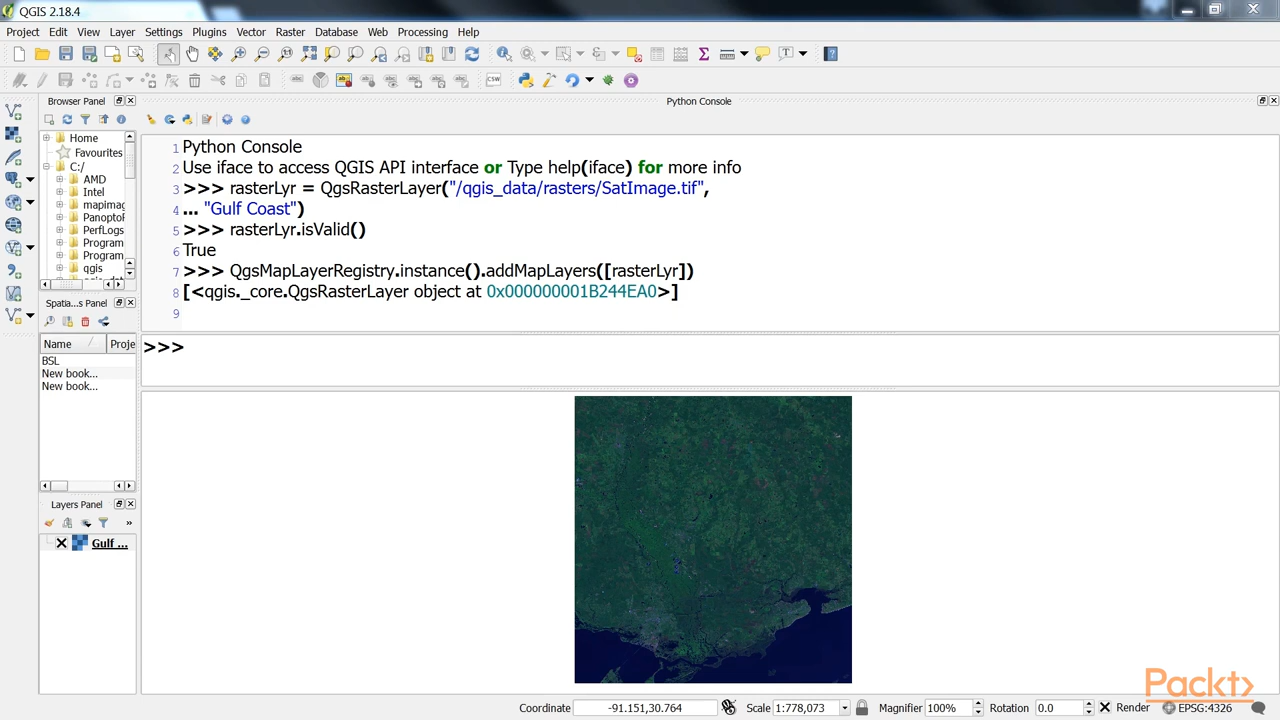 QGIS 2.18.4
Project Edit View Layer Settings Plugins Vector Raster Database Web Processing Help
Browser Panel
Python Console
Home
Favourites
C:/
AMD
Intel
mapimag
PerfLogs
Program
Program
qgis
1 Python Console
2 Use iface to access QGIS API interface or Type help(iface) for more info
3 >>> rasterLyr = QgsRasterLayer("/qgis_data/rasters/SatImage.tif",
4 ... "Gulf Coast")
5 >>> rasterLyr.isValid()
6 True
7 >>> QgsMapLayerRegistry.instance().addMapLayers([rasterLyr])
8 [<qgis._core.QgsRasterLayer object at 0x000000001B244EA0>]
9
>>>
Spatia...s Panel
Name Proje
BSL
New book...
New book...
Layers Panel
»
Gulf ...
Packt>
Coordinate -91.151,30.764 Scale 1:778,073 Magnifier 100% Rotation 0.0 Render EPSG:4326